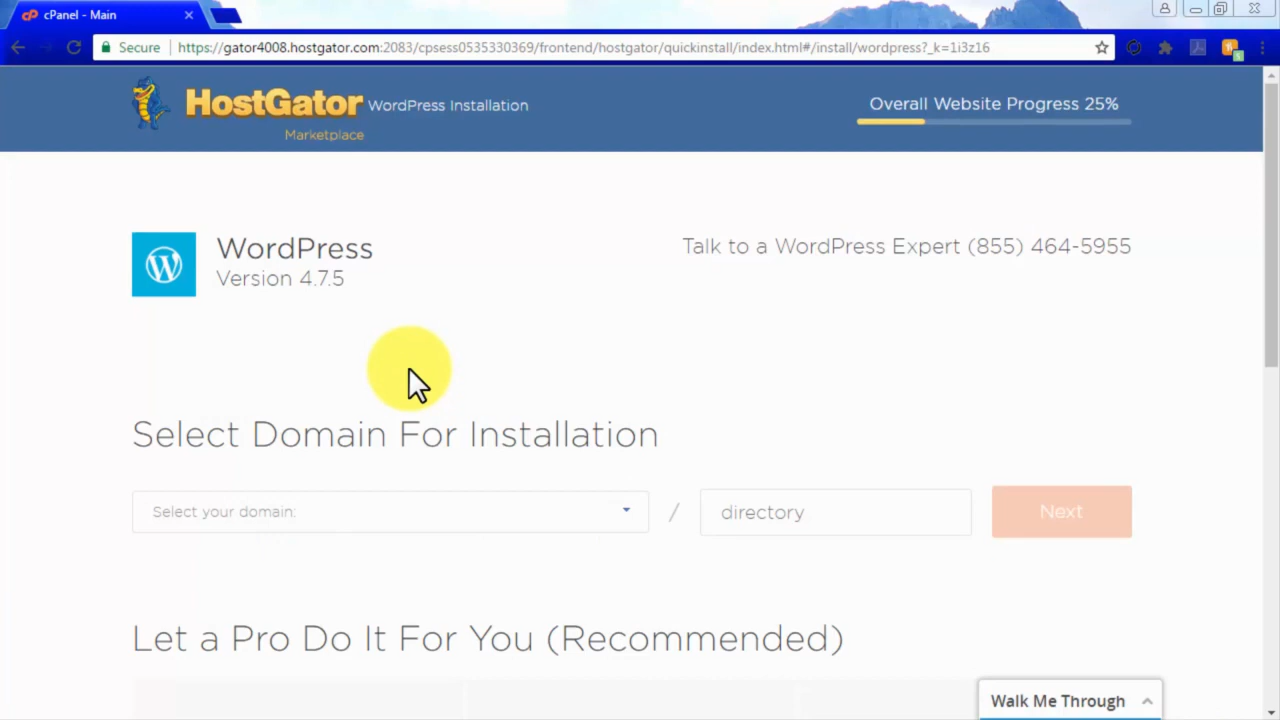 cPanel - Main
Secure
https://gator4008.hostgator.com:2083/cpsess0535330369/frontend/hostgator/quickinstall/index.html#/install/wordpress?_k=1i3z16
HostGator WordPress Installation
Marketplace
Overall Website Progress 25%
WordPress
Version 4.7.5
Talk to a WordPress Expert (855) 464-5955
Select Domain For Installation
Select your domain: / directory Next
Let a Pro Do It For You (Recommended)
Walk Me Through